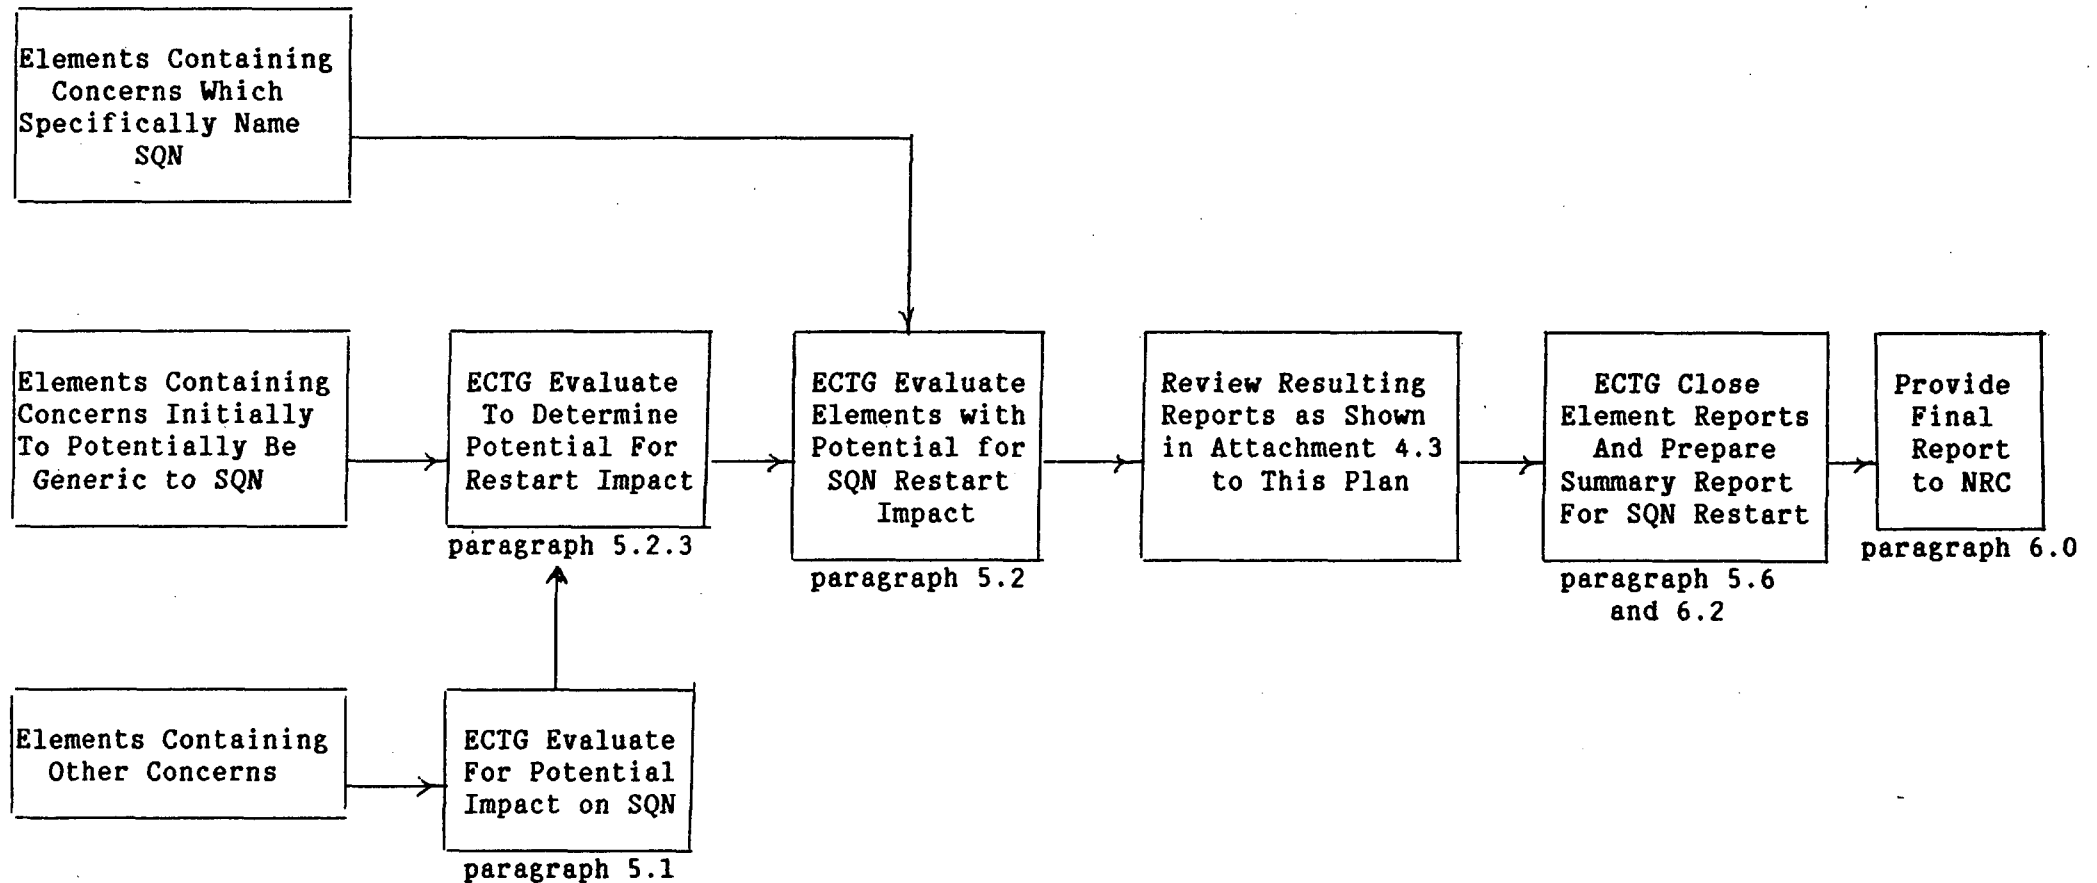 Elements Containing
Concerns Which
Specifically Name
SQN
Elements Containing
Concerns Initially
To Potentially Be
Generic to SQN
ECTG Evaluate
To Determine
Potential For
Restart Impact
paragraph 5.2.3
ECTG Evaluate
Elements with
Potential for
SQN Restart
Impact
paragraph 5.2
Review Resulting
Reports as Shown
in Attachment 4.3
to This Plan
ECTG Close
Element Reports
And Prepare
Summary Report
For SQN Restart
paragraph 5.6
and 6.2
Provide
Final
Report
to NRC
paragraph 6.0
Elements Containing
Other Concerns
ECTG Evaluate
For Potential
Impact on SQN
paragraph 5.1